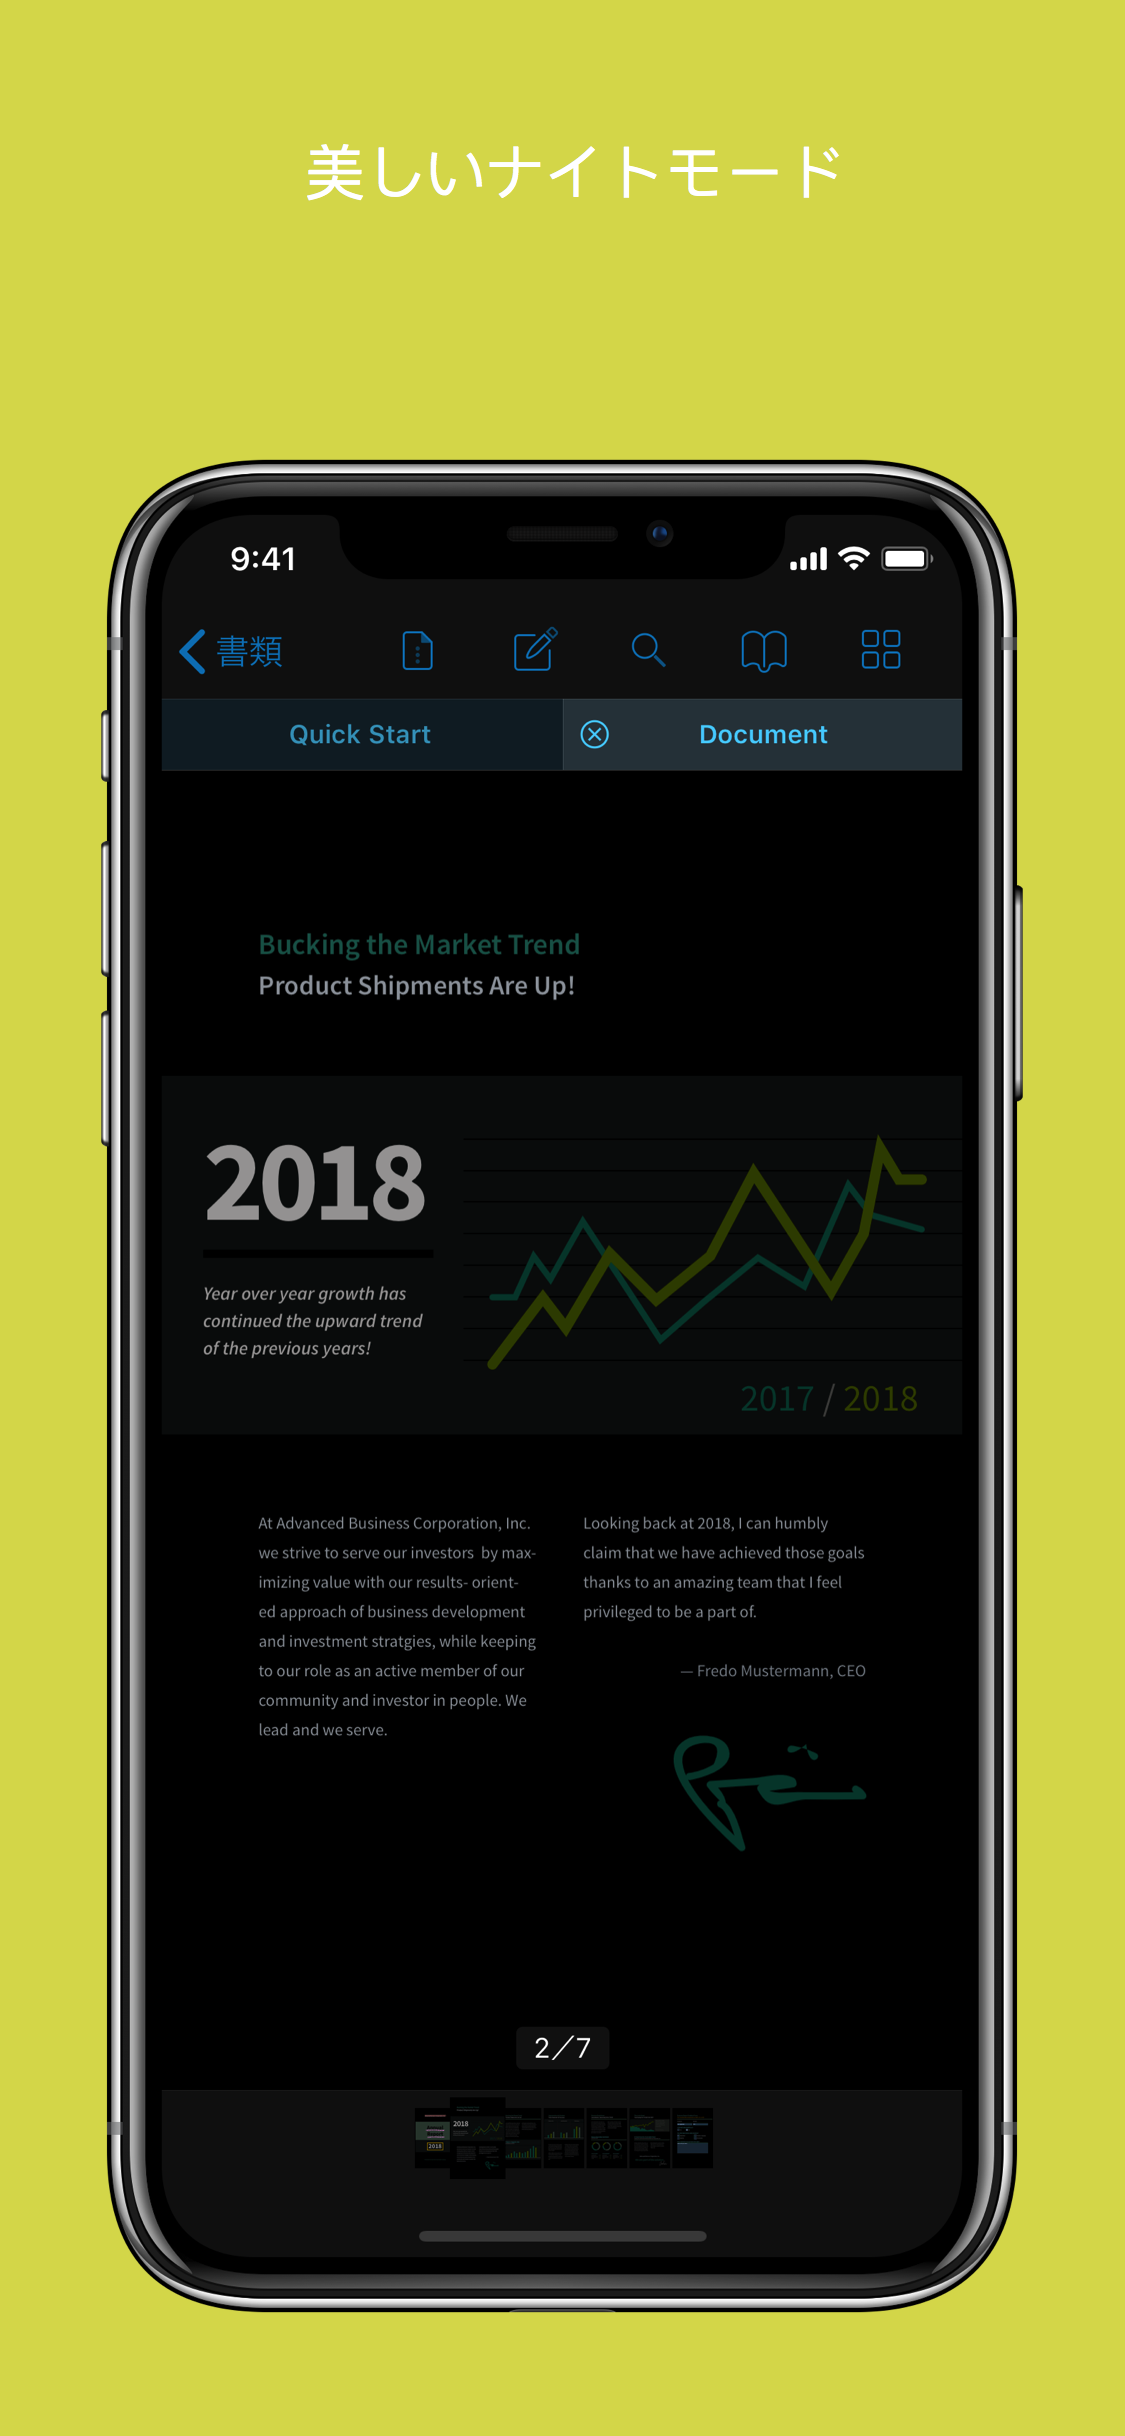 美しいナイトモード
9:41
書類
Quick Start
Document
Bucking the Market Trend
Product Shipments Are Up!
2018
Year over year growth has
continued the upward trend
of the previous years!
2017 / 2018
At Advanced Business Corporation, Inc.
we strive to serve our investors by max-
imizing value with our results- orient-
ed approach of business development
and investment stratgies, while keeping
to our role as an active member of our
community and investor in people. We
lead and we serve.
Looking back at 2018, I can humbly
claim that we have achieved those goals
thanks to an amazing team that I feel
privileged to be a part of.
— Fredo Mustermann, CEO
2／7
2018
2018